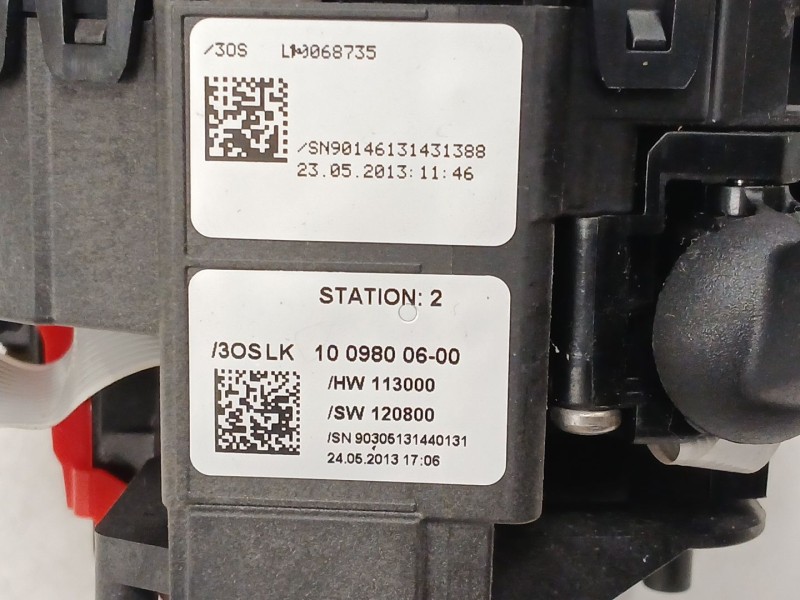 /3OS
/SN90146131431388
23.05.2013: 11:46
STATION: 2
/3OS LK 10 0980 06-00
/HW 113000
/SW 120800
/SN 90305131440131
24.05.2013 17:06